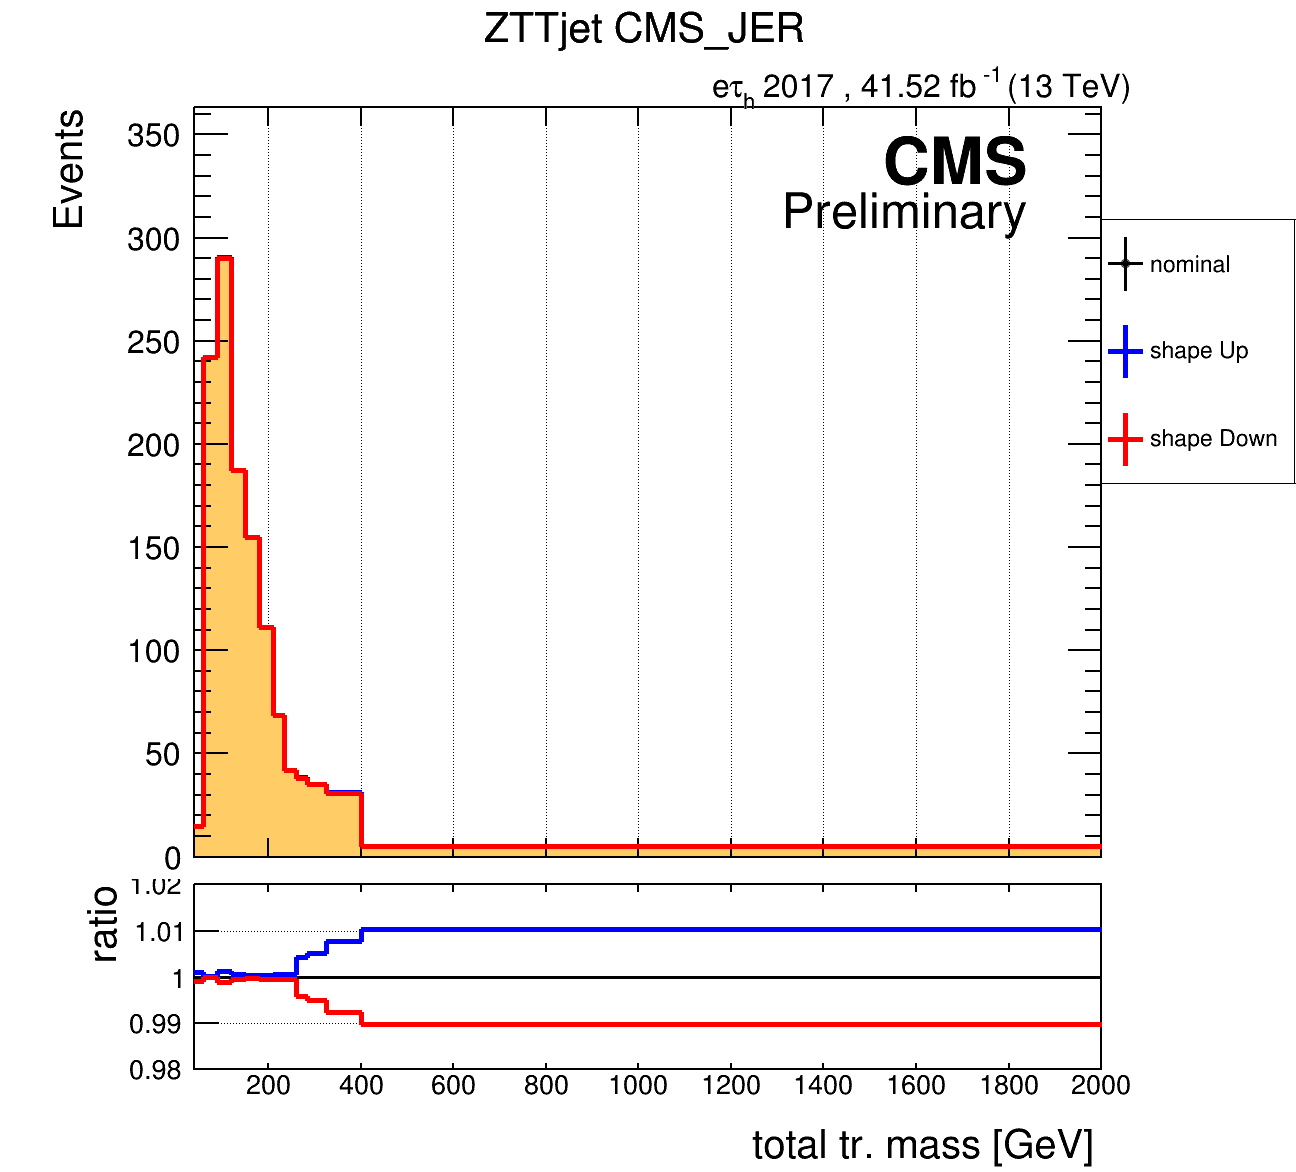 ZTTjet CMS_JER
eτh 2017 , 41.52 fb -1 (13 TeV)
Events
350
300
250
200
150
100
50
0
CMS
Preliminary
nominal
shape Up
shape Down
ratio
1.02
1.01
1
0.99
0.98
200 400 600 800 1000 1200 1400 1600 1800 2000
total tr. mass [GeV]